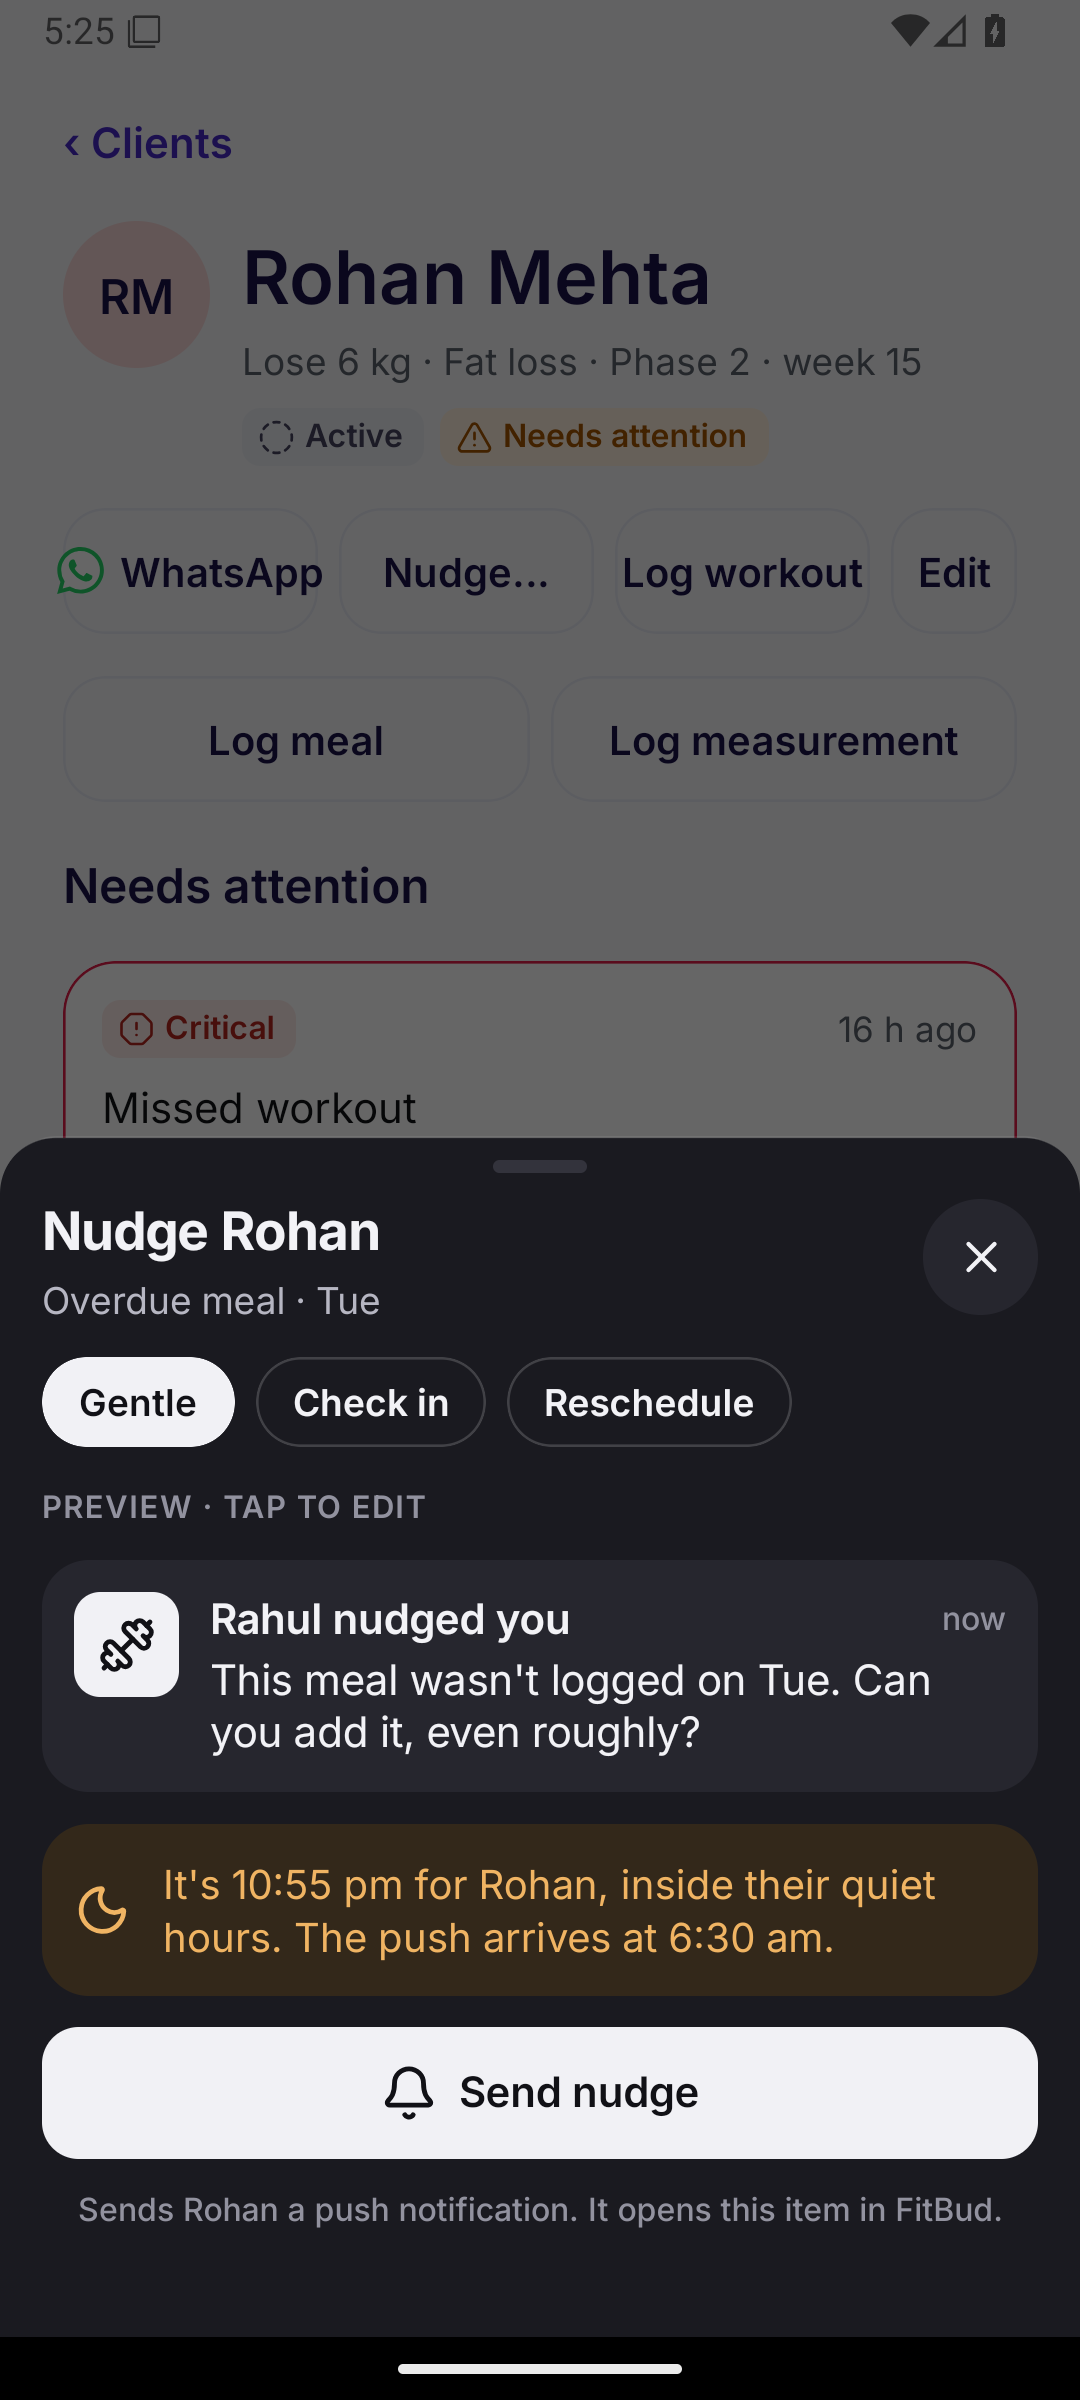 5:25
‹ Clients
RM
Rohan Mehta
Lose 6 kg · Fat loss · Phase 2 · week 15
Active
Needs attention
WhatsApp
Nudge...
Log workout
Edit
Log meal
Log measurement
Needs attention
Critical
16 h ago
Missed workout
Nudge Rohan
Overdue meal · Tue
Gentle
Check in
Reschedule
PREVIEW · TAP TO EDIT
Rahul nudged you
now
This meal wasn't logged on Tue. Can
you add it, even roughly?
It's 10:55 pm for Rohan, inside their quiet
hours. The push arrives at 6:30 am.
Send nudge
Sends Rohan a push notification. It opens this item in FitBud.